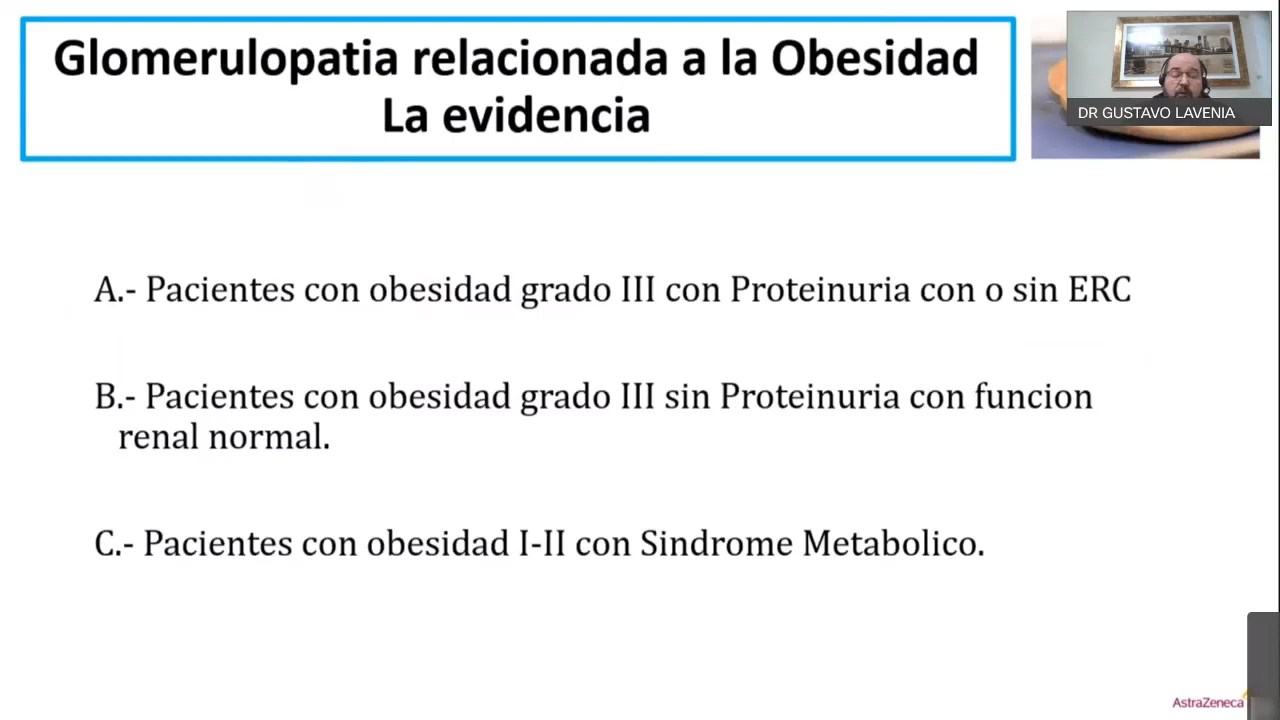 Glomerulopatia relacionada a la Obesidad
La evidencia
DR GUSTAVO LAVENIA
A.- Pacientes con obesidad grado III con Proteinuria con o sin ERC
B.- Pacientes con obesidad grado III sin Proteinuria con funcion
renal normal.
C.- Pacientes con obesidad I-II con Sindrome Metabolico.
AstraZeneca